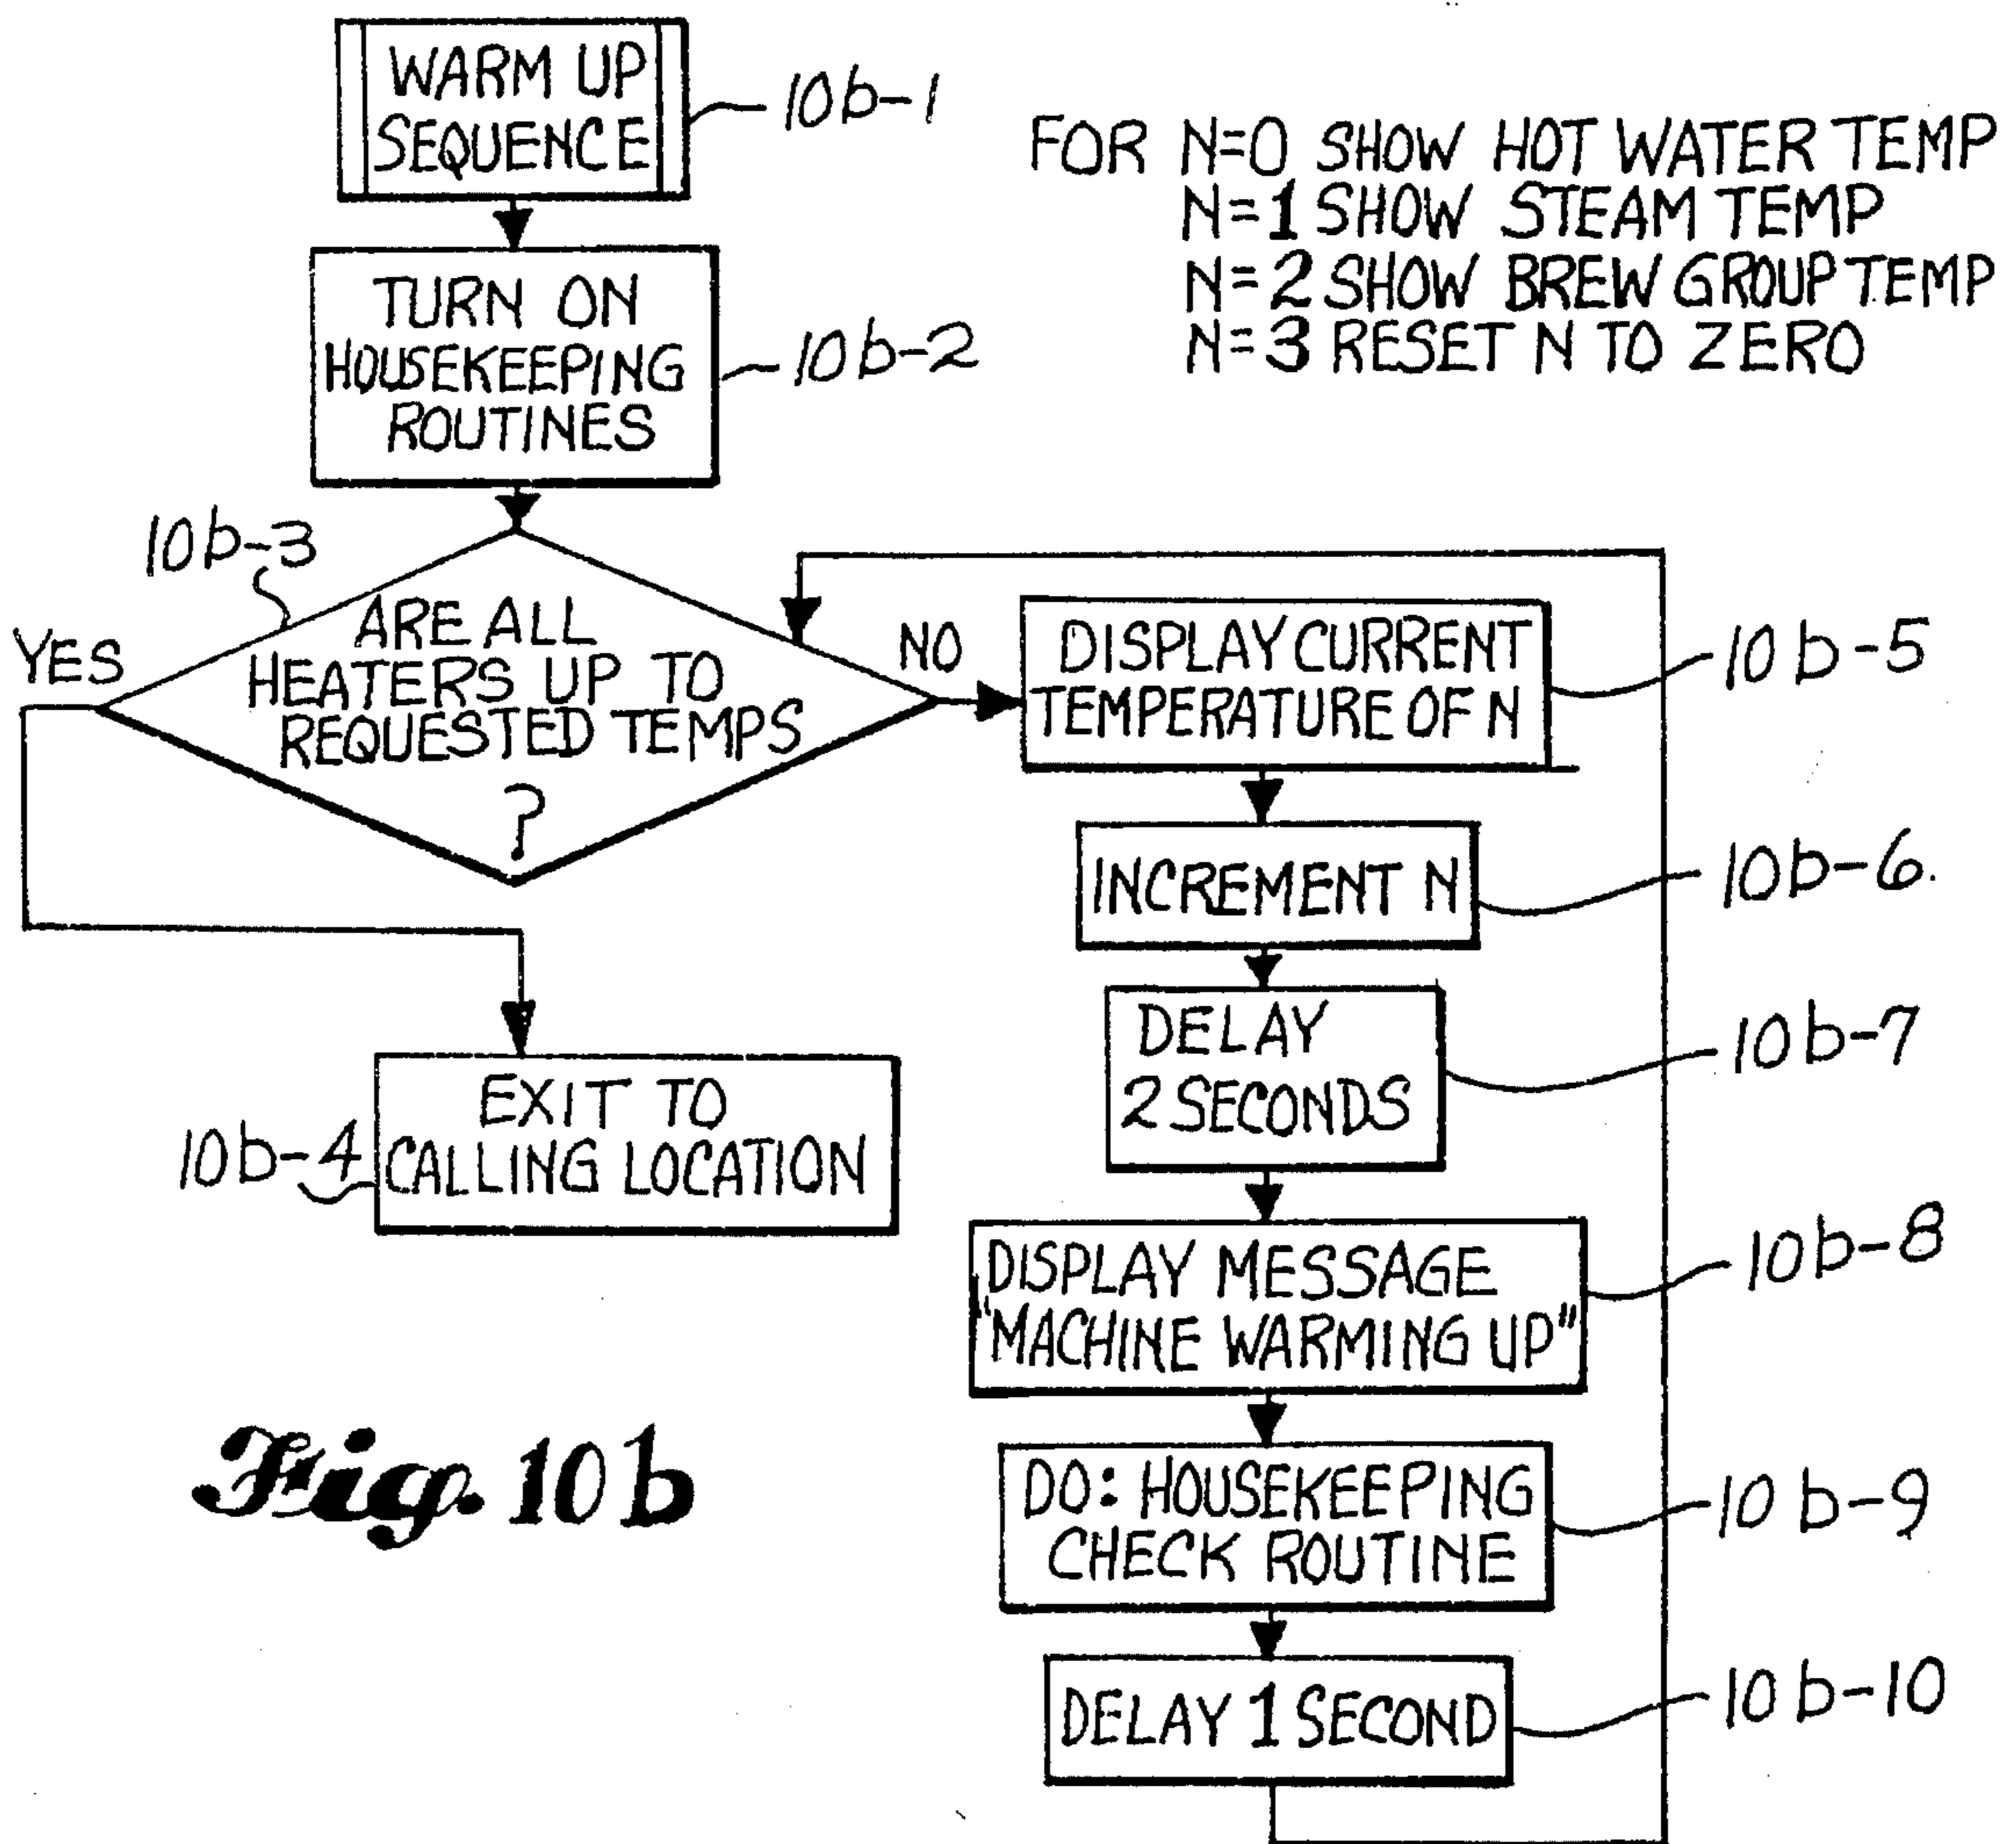 WARM UP
SEQUENCE
10b-1
FOR N=0 SHOW HOT WATER TEMP
N=1 SHOW STEAM TEMP
N=2 SHOW BREW GROUP TEMP
N=3 RESET N TO ZERO
TURN ON
HOUSEKEEPING
ROUTINES
10b-2
10b-3
ARE ALL
HEATERS UP TO
REQUESTED TEMPS
?
YES
NO
EXIT TO
CALLING LOCATION
10b-4
DISPLAY CURRENT
TEMPERATURE OF N
10b-5
INCREMENT N
10b-6.
DELAY
2 SECONDS
10b-7
DISPLAY MESSAGE
"MACHINE WARMING UP"
10b-8
DO: HOUSEKEEPING
CHECK ROUTINE
10b-9
DELAY 1 SECOND
10b-10
Fig. 10b